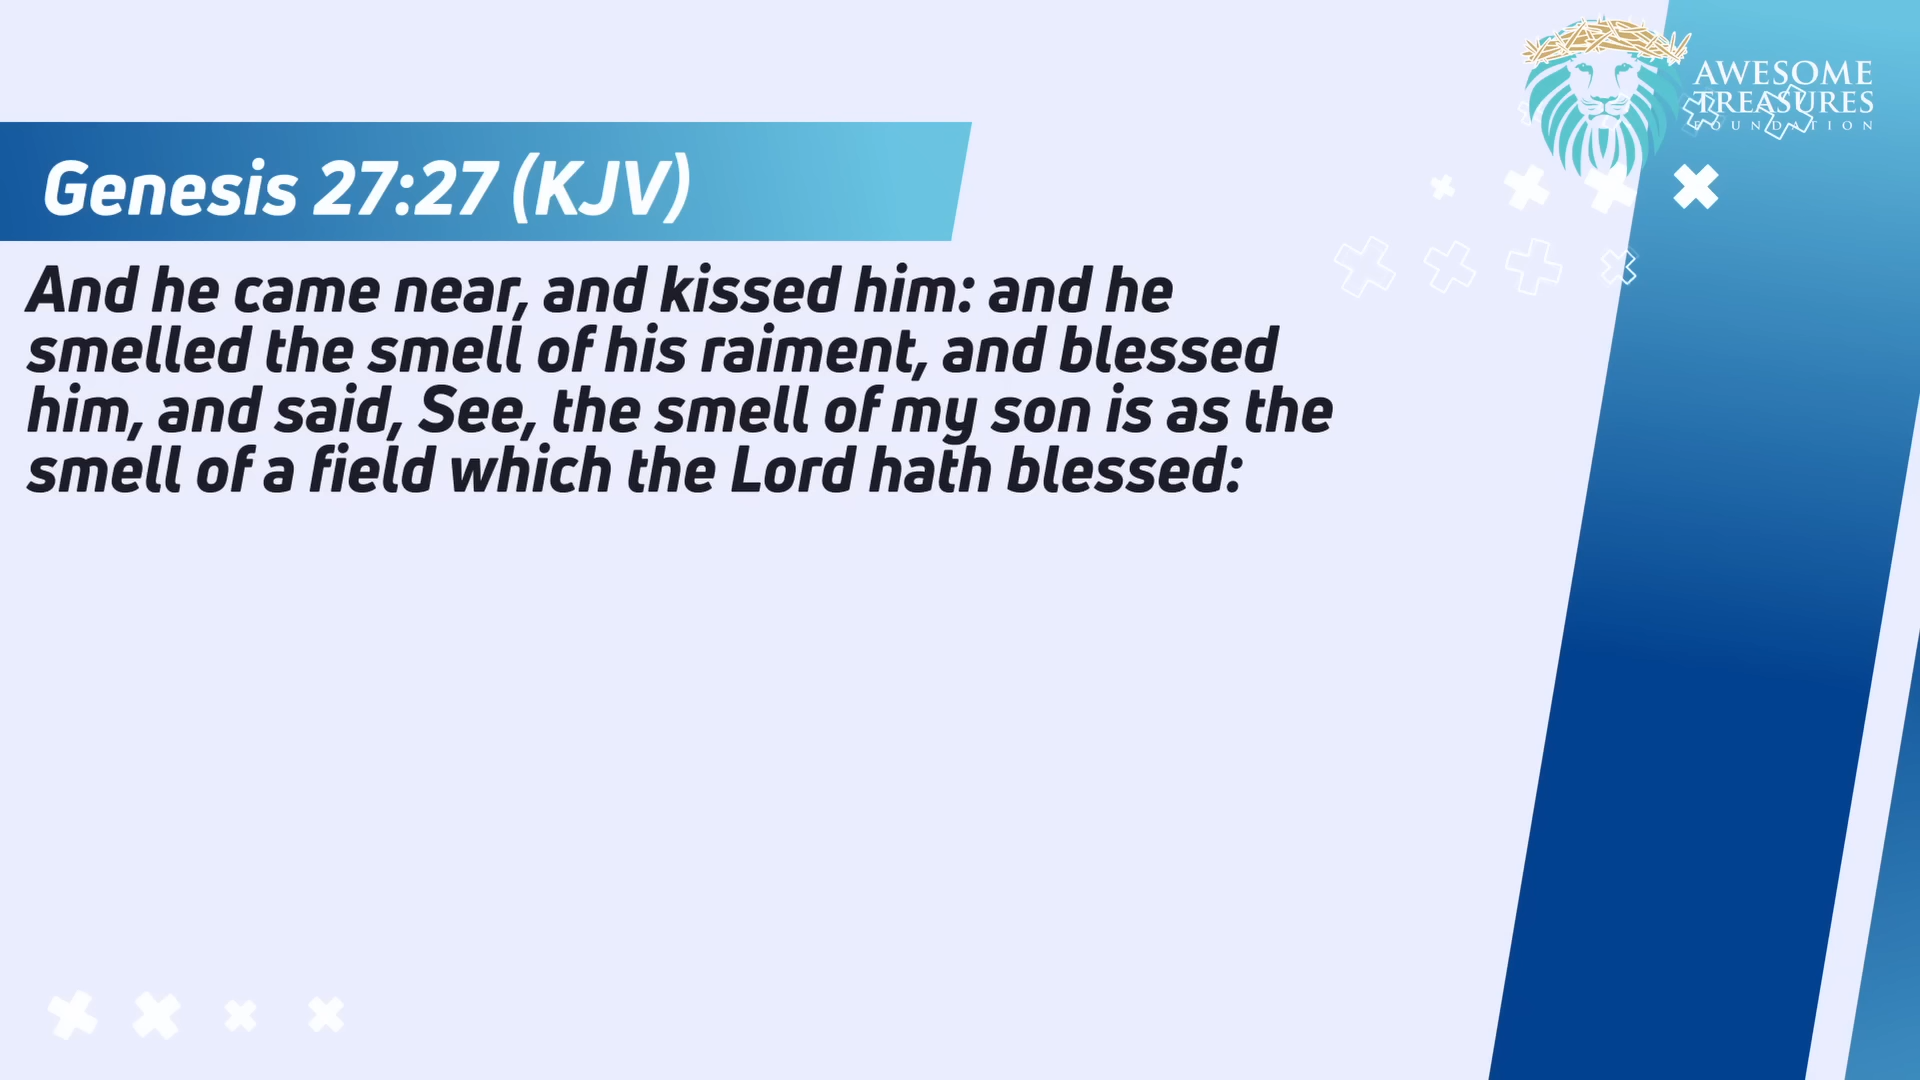 AWESOME
TREASURES
FOUNDATION
Genesis 27:27 (KJV)
And he came near, and kissed him: and he
smelled the smell of his raiment, and blessed
him, and said, See, the smell of my son is as the
smell of a field which the Lord hath blessed: